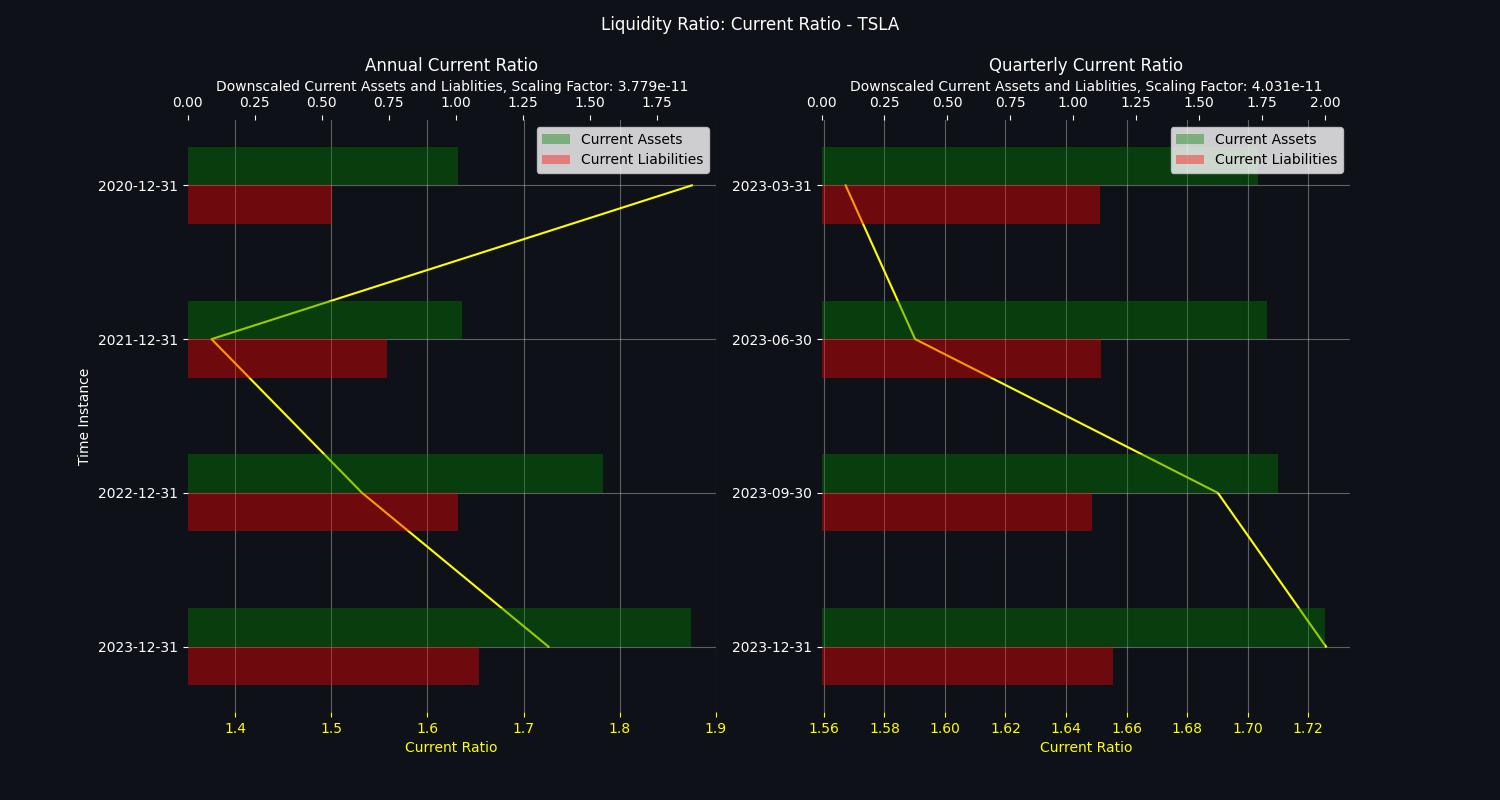 Liquidity Ratio: Current Ratio - TSLA
Annual Current Ratio
Downscaled Current Assets and Liablities, Scaling Factor: 3.779e-11
0.00 0.25 0.50 0.75 1.00 1.25 1.50 1.75
Current Assets
Current Liabilities
Time Instance
2020-12-31
2021-12-31
2022-12-31
2023-12-31
1.4 1.5 1.6 1.7 1.8 1.9
Current Ratio
Quarterly Current Ratio
Downscaled Current Assets and Liablities, Scaling Factor: 4.031e-11
0.00 0.25 0.50 0.75 1.00 1.25 1.50 1.75 2.00
Current Assets
Current Liabilities
2023-03-31
2023-06-30
2023-09-30
2023-12-31
1.56 1.58 1.60 1.62 1.64 1.66 1.68 1.70 1.72
Current Ratio